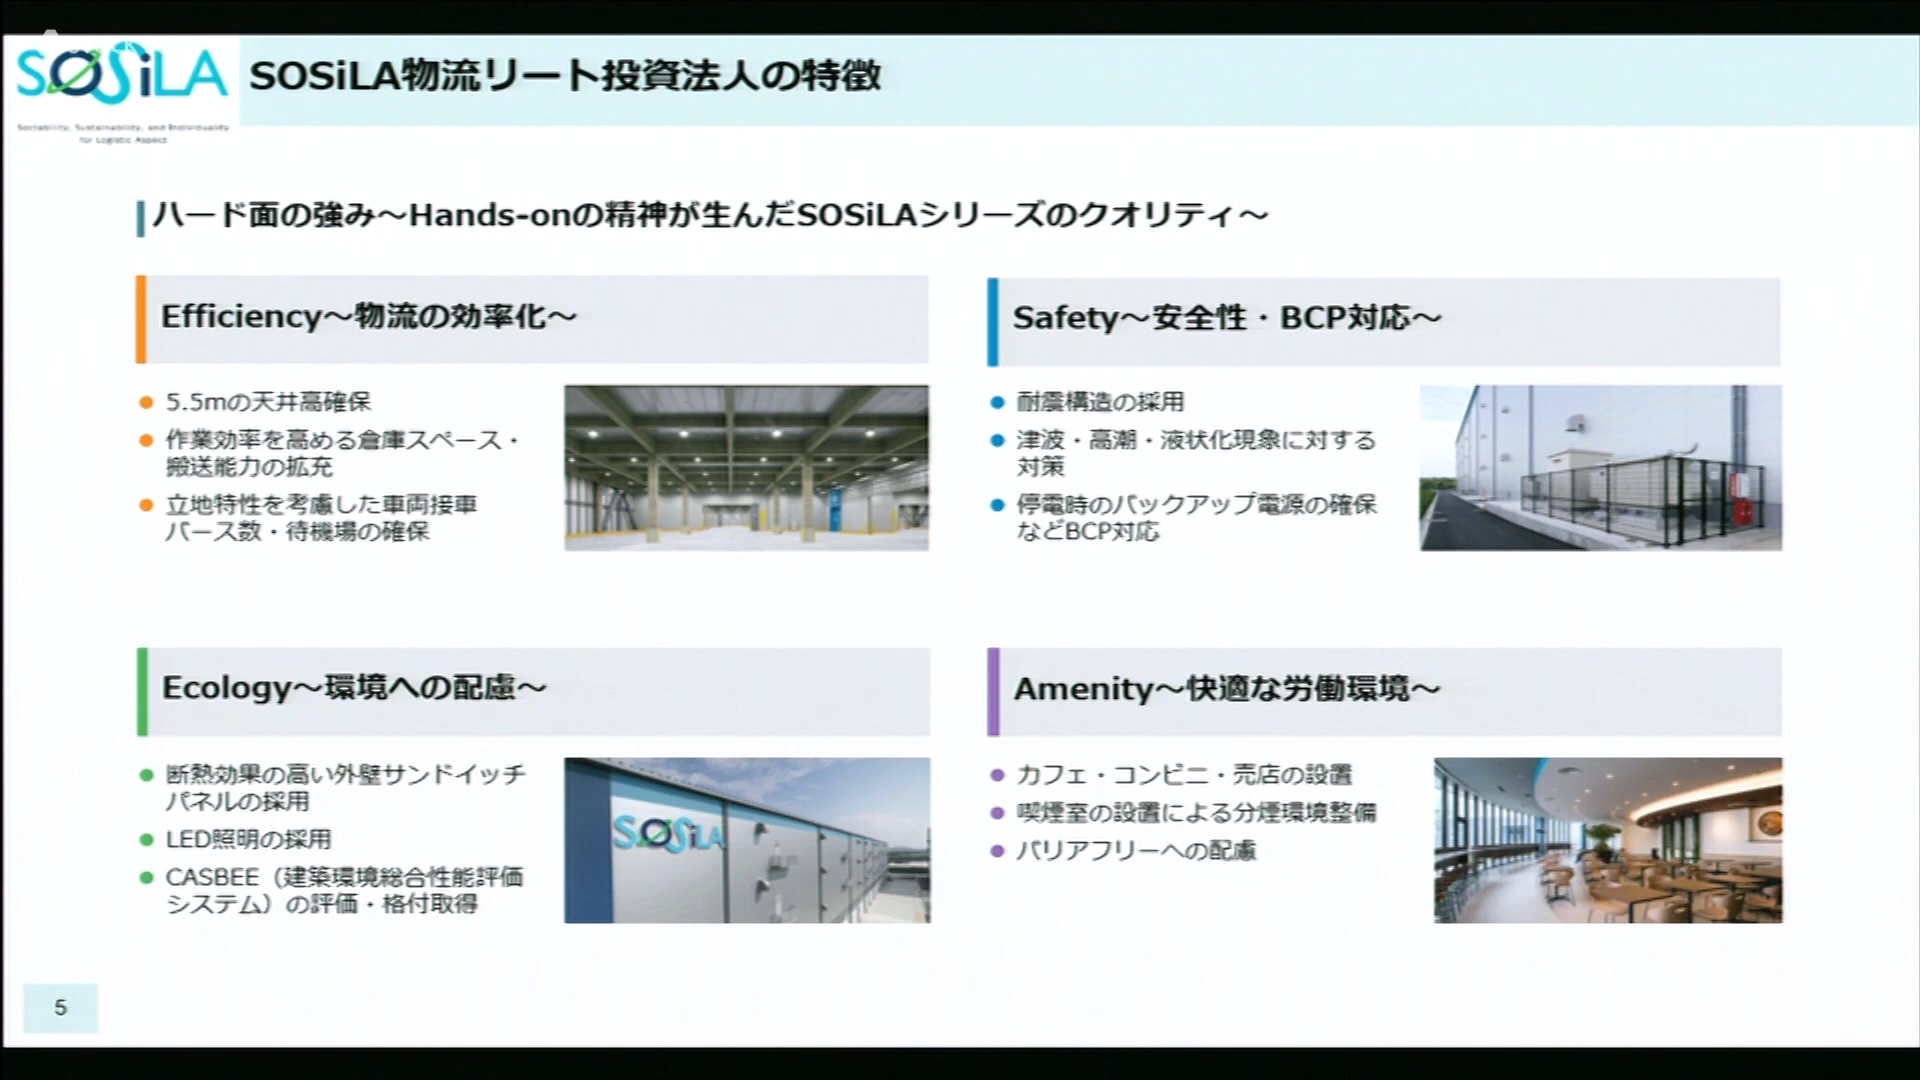 SOSiLA
Sociability, Sustainability, and Individuality
for Logistic Aspect
SOSiLA物流リート投資法人の特徴
ハード面の強み～Hands-onの精神が生んだSOSiLAシリーズのクオリティ～
Efficiency～物流の効率化～
5.5mの天井高確保
作業効率を高める倉庫スペース・
搬送能力の拡充
立地特性を考慮した車両接車
バース数・待機場の確保
Safety～安全性・BCP対応～
耐震構造の採用
津波・高潮・液状化現象に対する
対策
停電時のバックアップ電源の確保
などBCP対応
Ecology～環境への配慮～
断熱効果の高い外壁サンドイッチ
パネルの採用
LED照明の採用
CASBEE（建築環境総合性能評価
システム）の評価・格付取得
SOSiLA
Amenity～快適な労働環境～
カフェ・コンビニ・売店の設置
喫煙室の設置による分煙環境整備
バリアフリーへの配慮
5